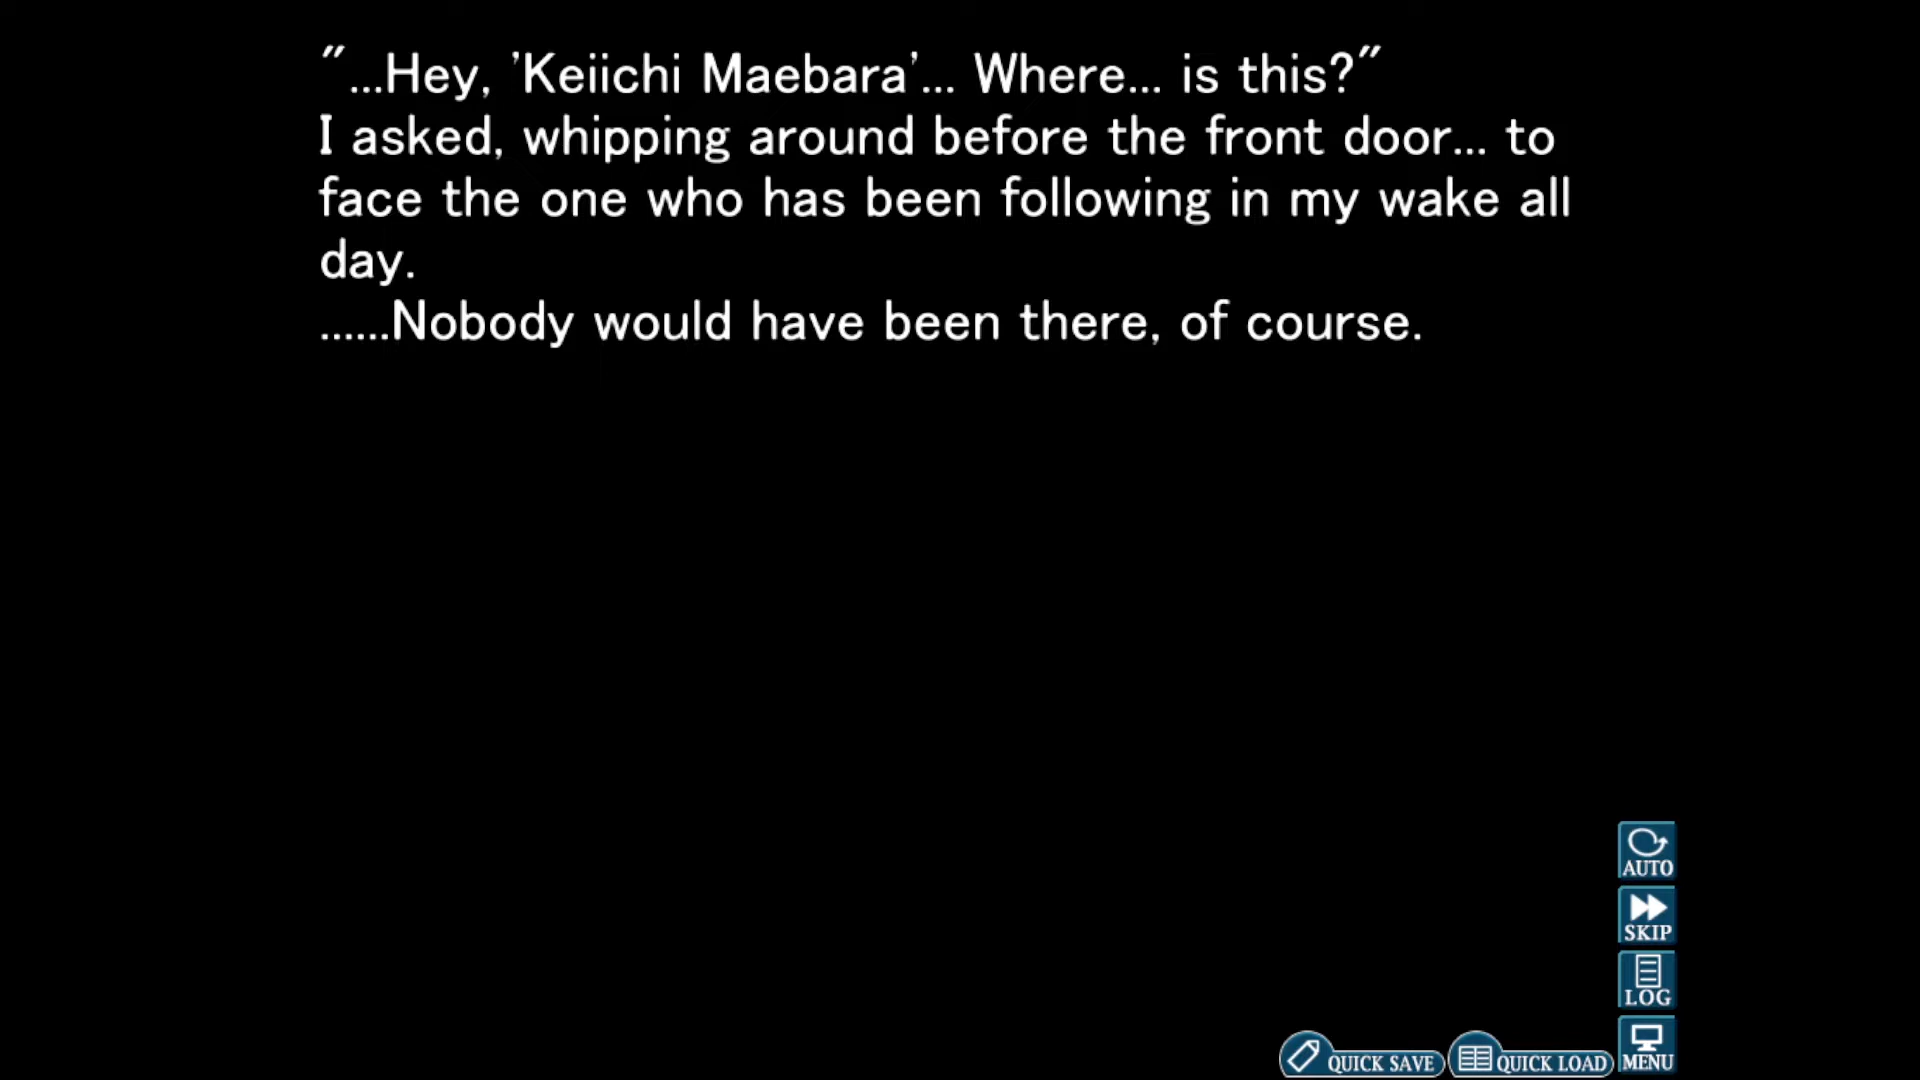 "...Hey, 'Keiichi Maebara'... Where... is this?"
I asked, whipping around before the front door... to
face the one who has been following in my wake all
day.
......Nobody would have been there, of course.
AUTO
SKIP
LOG
MENU
QUICK SAVE
QUICK LOAD